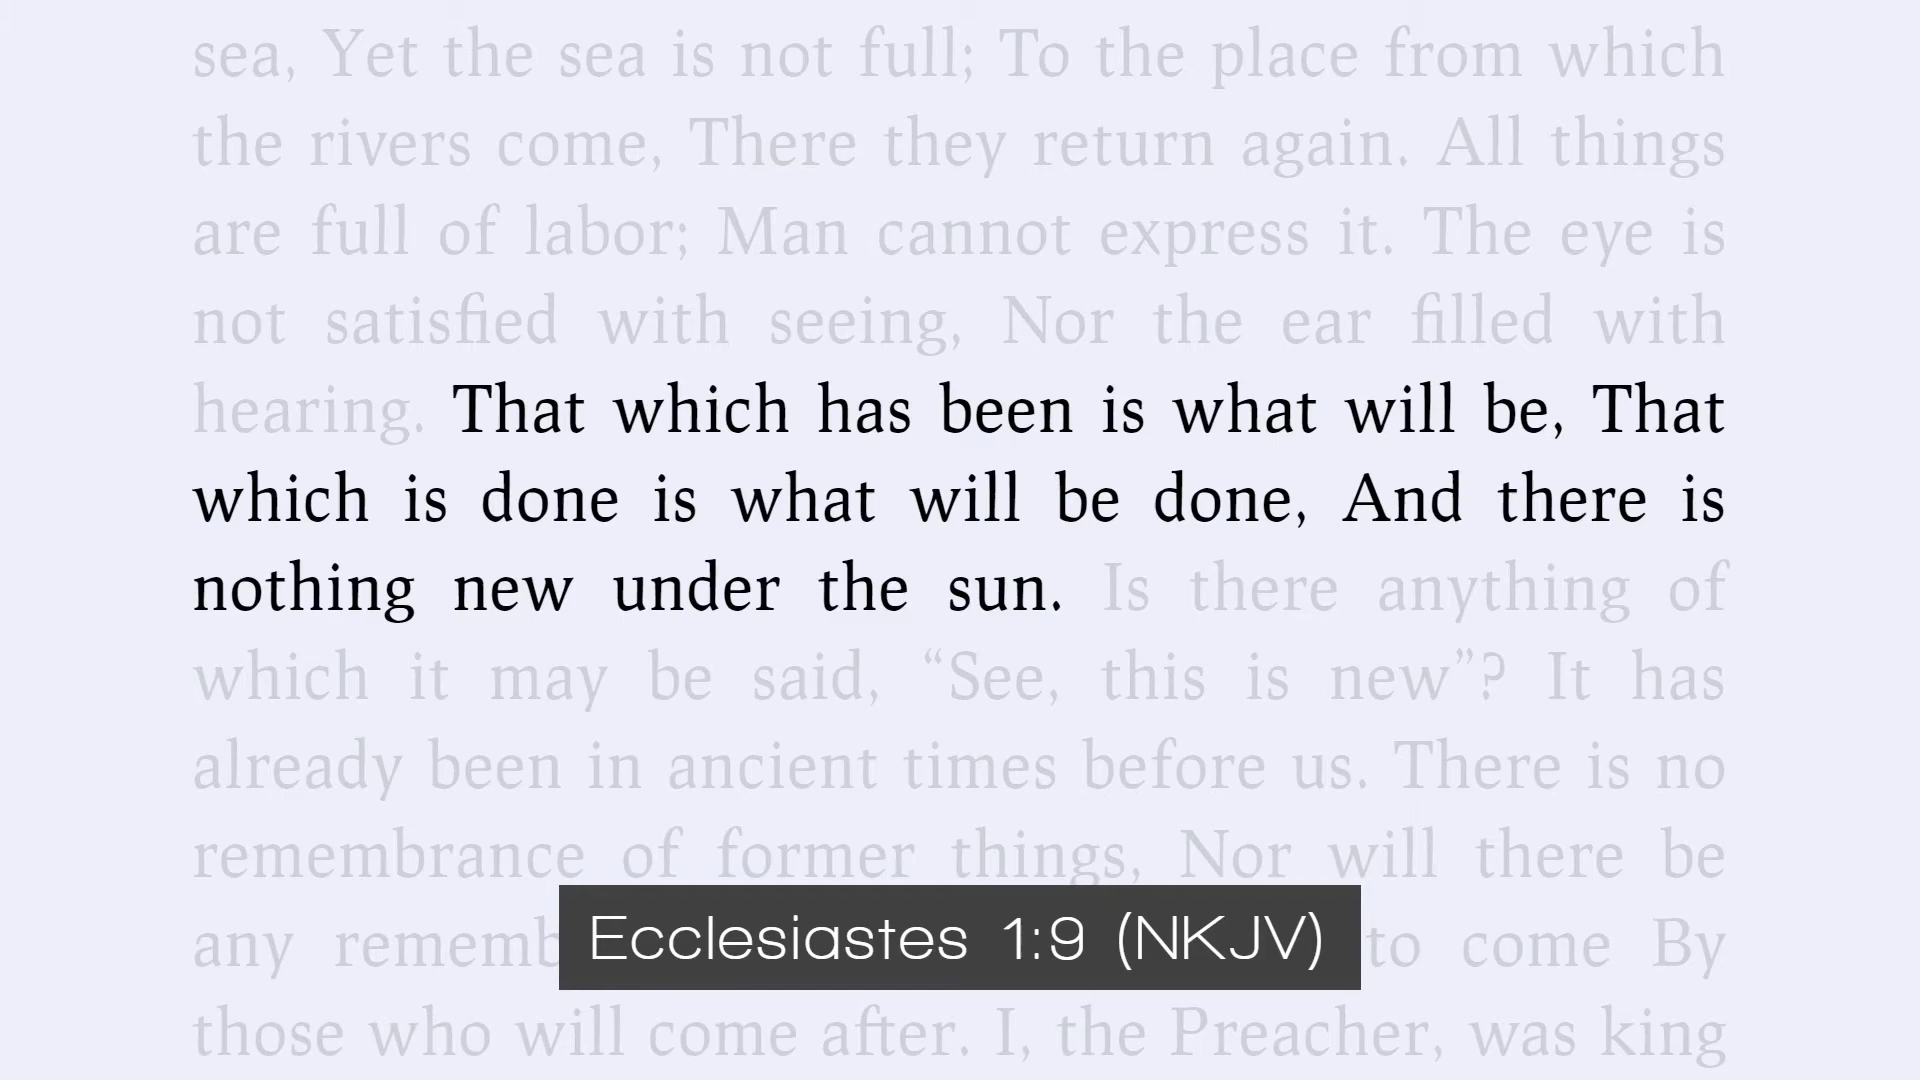 sea, Yet the sea is not full; To the place from which
the rivers come, There they return again. All things
are full of labor; Man cannot express it. The eye is
not satisfied with seeing, Nor the ear filled with
hearing. That which has been is what will be, That
which is done is what will be done, And there is
nothing new under the sun. Is there anything of
which it may be said, “See, this is new”? It has
already been in ancient times before us. There is no
remembrance of former things, Nor will there be
any to come By
Ecclesiastes 1:9 (NKJV)
those who will come after. I, the Preacher, was king